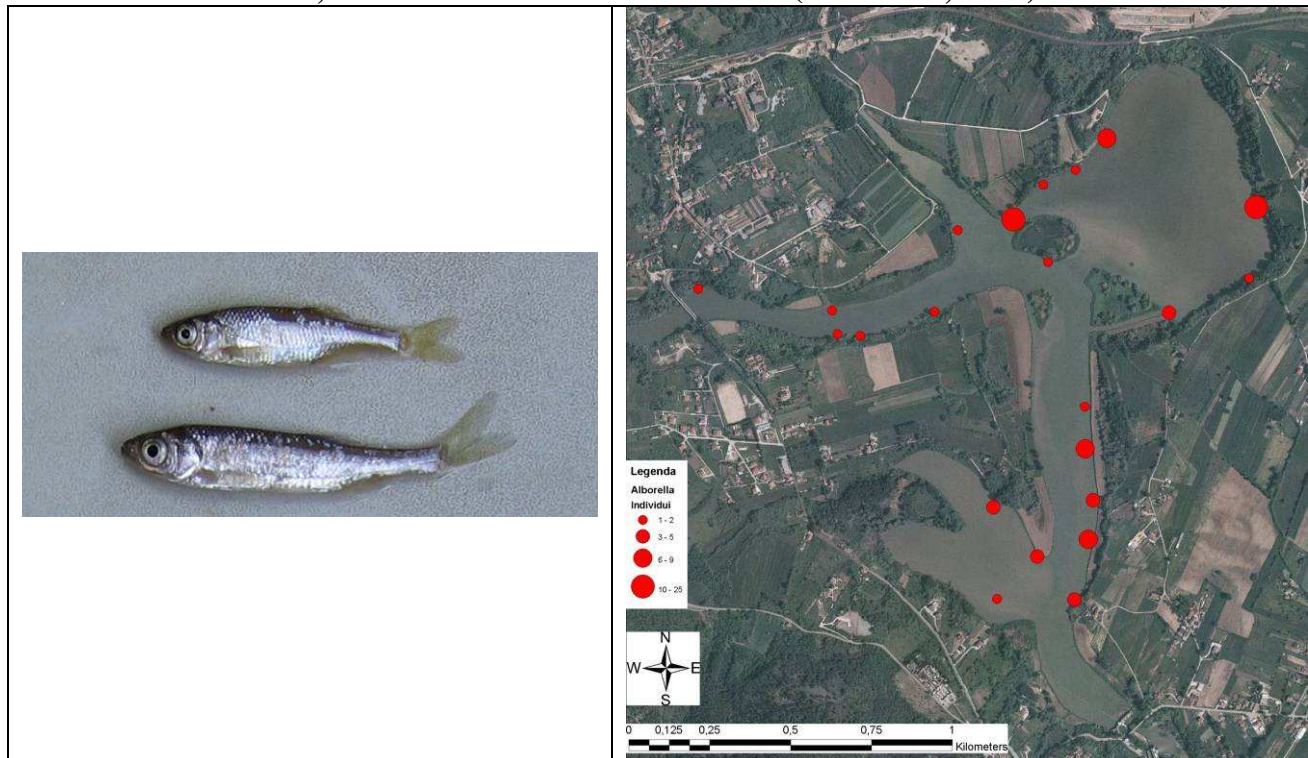 Legenda
Alborella
Individui
1 - 2
3 - 5
6 - 9
10 - 25
N
W E
S
0 0,125 0,25 0,5 0,75 1
Kilometers